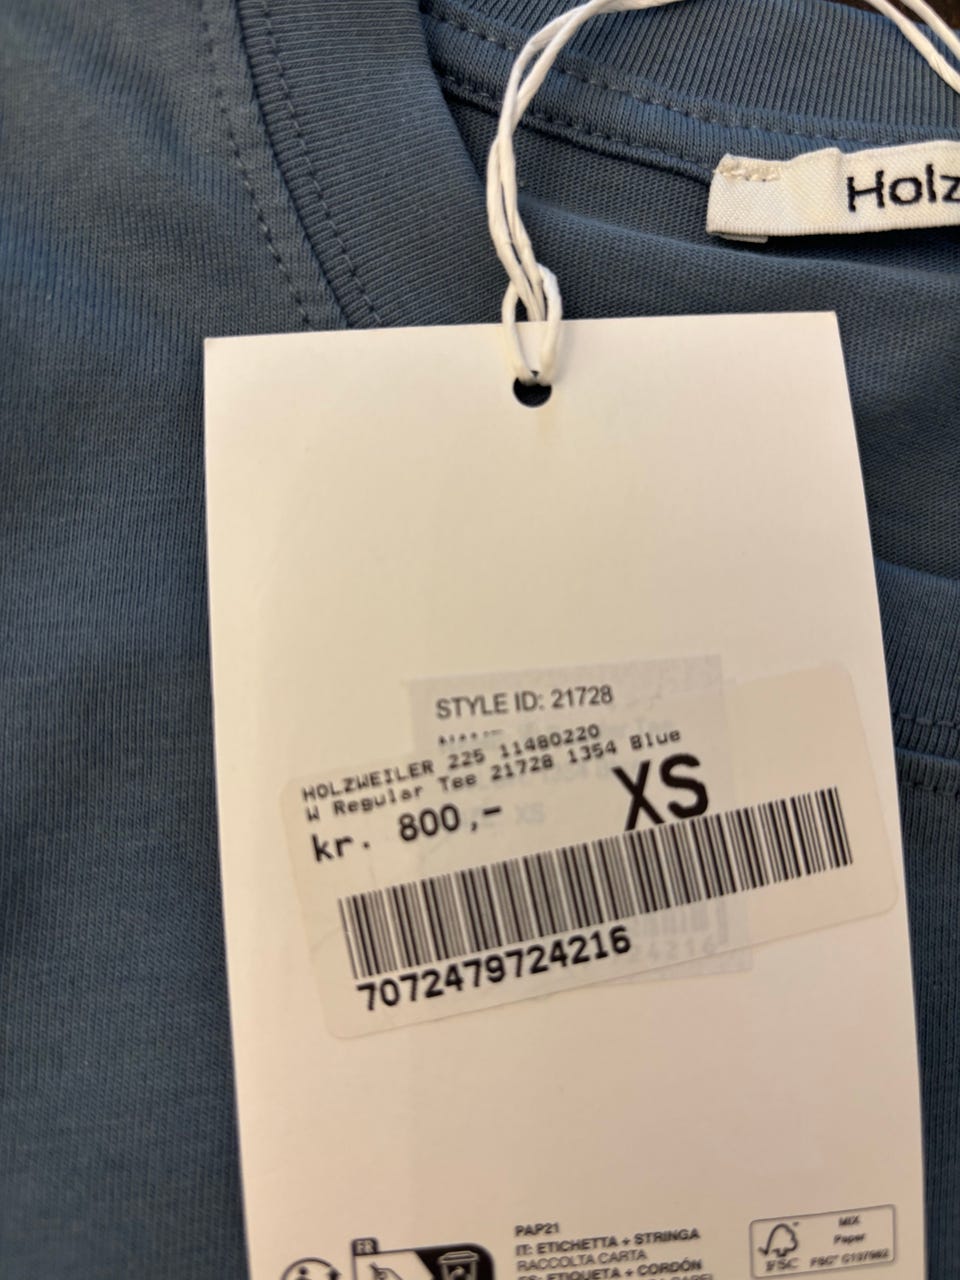 Holz
STYLE ID: 21728
HOLZWEILER 225 11480220
W Regular Tee 21728 1354 Blue
kr. 800,-
XS
7072479724216
24216
FR
PAP21
IT: ETICHETTA + STRINGA
RACCOLTA CARTA
ES: ETIQUETA + CORDÓN
FSC
MIX
Paper